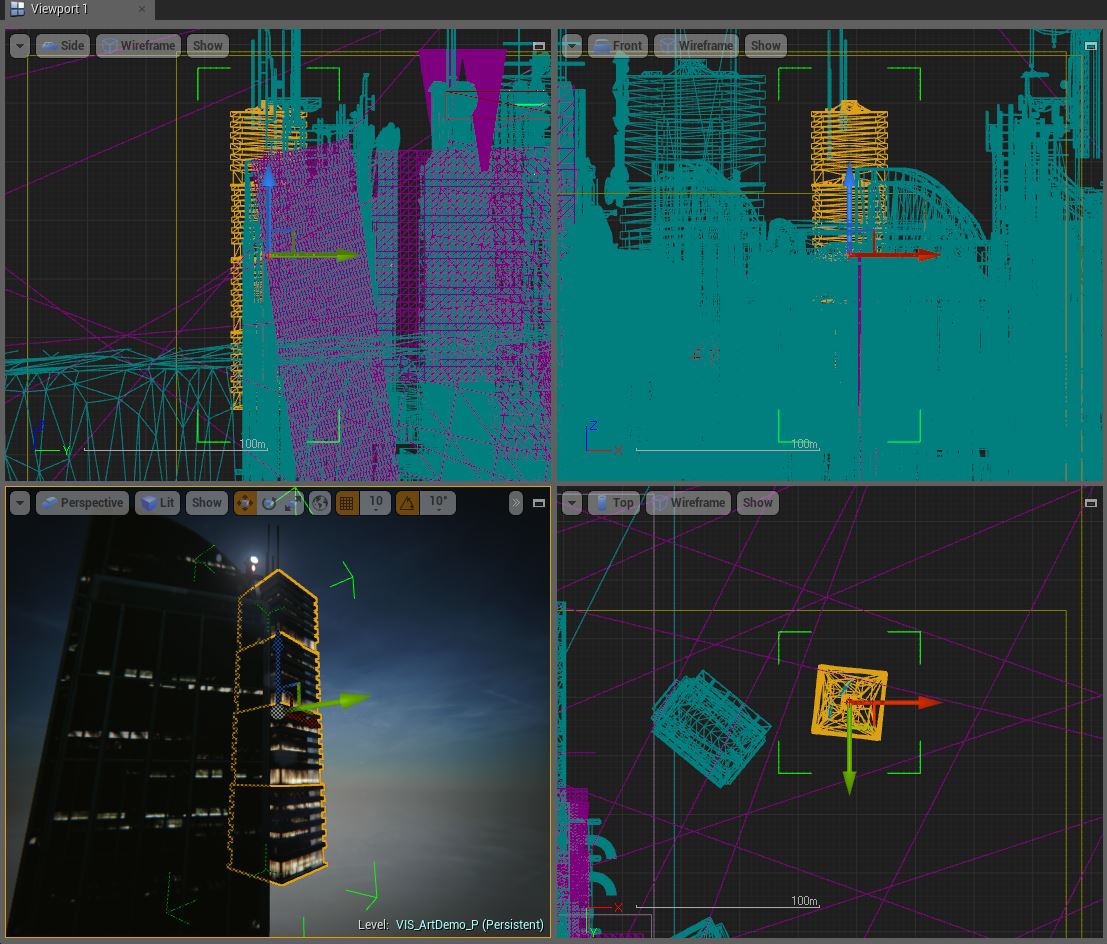 Viewport 1
Side Wireframe Show
Front Wireframe Show
Y
100m
Z
X
100m
Perspective Lit Show 10 10°
Top Wireframe Show
Level: VIS_ArtDemo_P (Persistent)
100m
X
Y